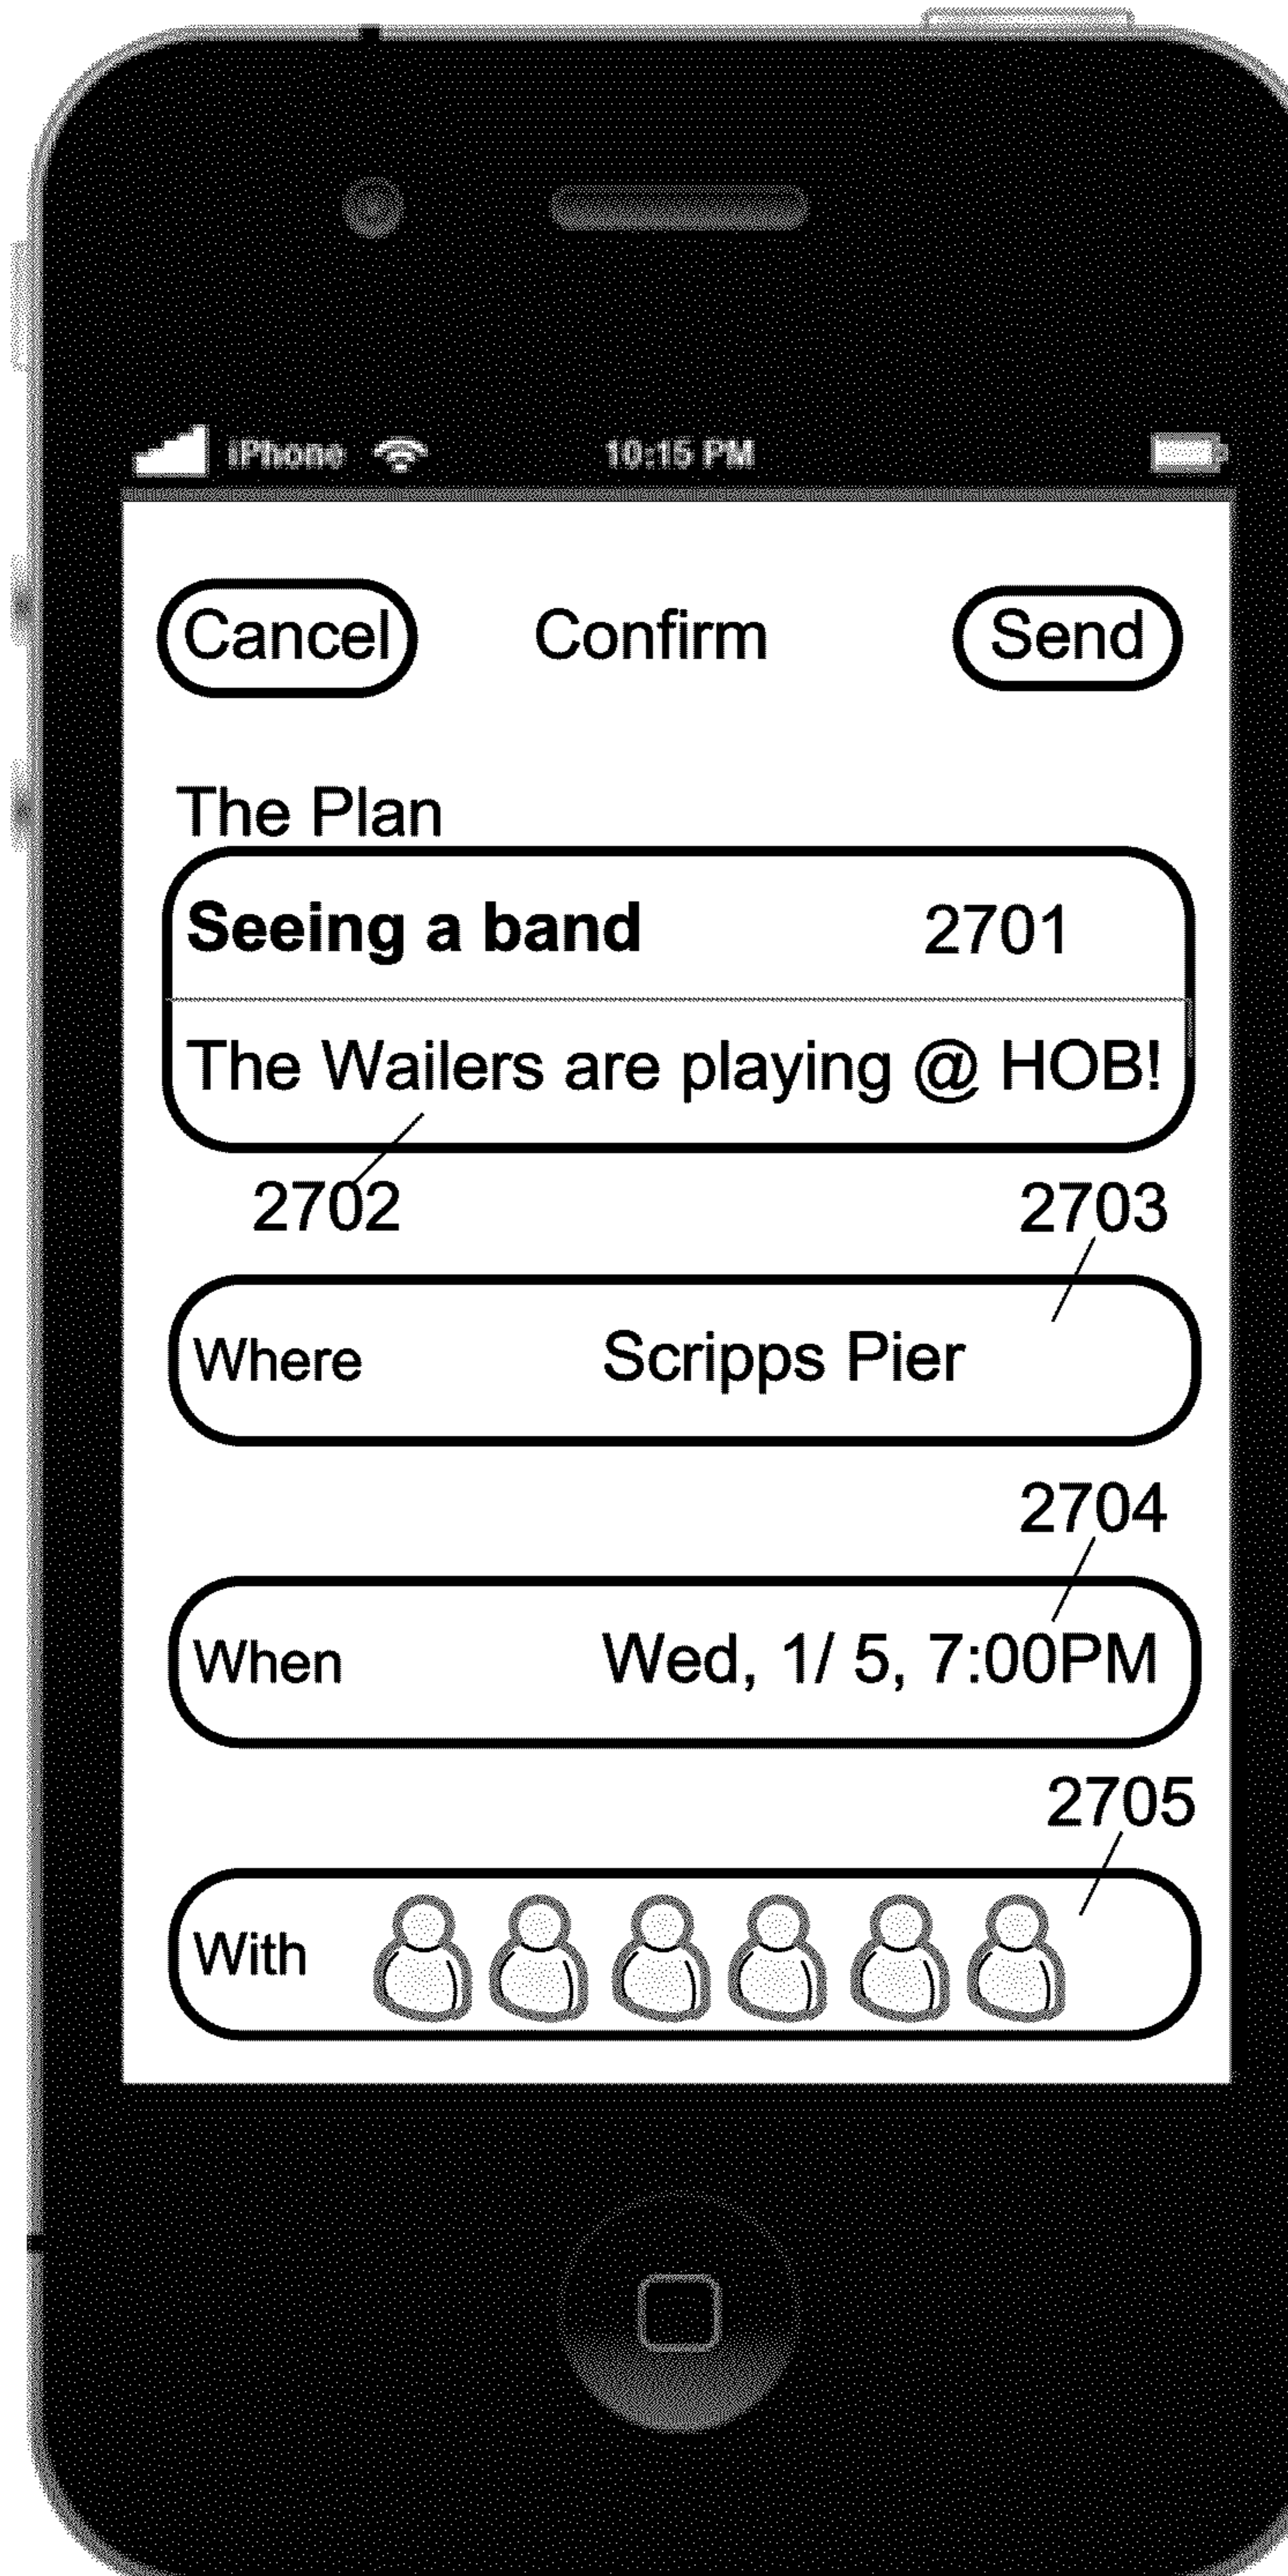 iPhone 10:15 PM
Cancel Confirm Send
The Plan
Seeing a band 2701
The Wailers are playing @ HOB!
2702 2703
Where Scripps Pier
2704
When Wed, 1/ 5, 7:00PM
2705
With